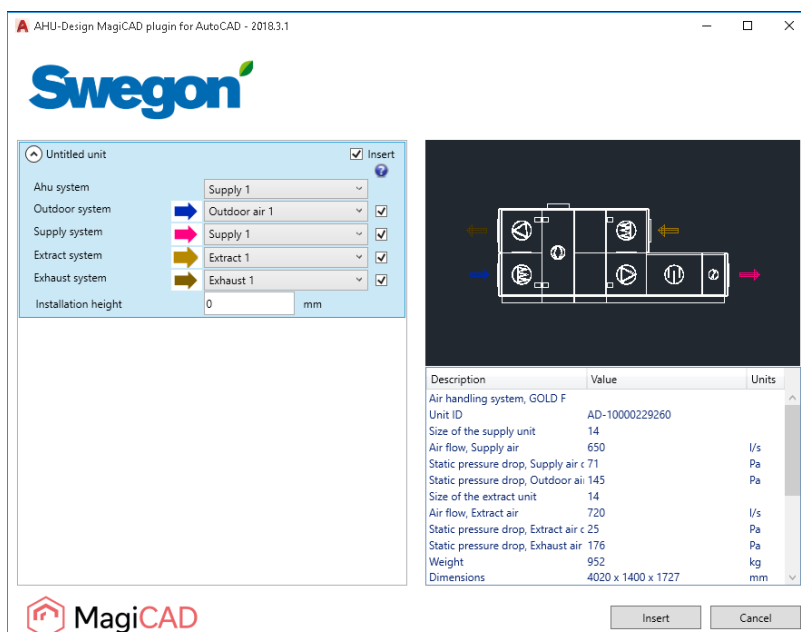 AHU-Design MagiCAD plugin for AutoCAD - 2018.3.1
Swegon
Untitled unit Insert
Ahu system Supply 1
Outdoor system Outdoor air 1
Supply system Supply 1
Extract system Extract 1
Exhaust system Exhaust 1
Installation height 0 mm
Description Value Units
Air handling system, GOLD F
Unit ID AD-10000229260
Size of the supply unit 14
Air flow, Supply air 650 l/s
Static pressure drop, Supply air c 71 Pa
Static pressure drop, Outdoor ai 145 Pa
Size of the extract unit 14
Air flow, Extract air 720 l/s
Static pressure drop, Extract air c 25 Pa
Static pressure drop, Exhaust air 176 Pa
Weight 952 kg
Dimensions 4020 x 1400 x 1727 mm
MagiCAD
Insert Cancel